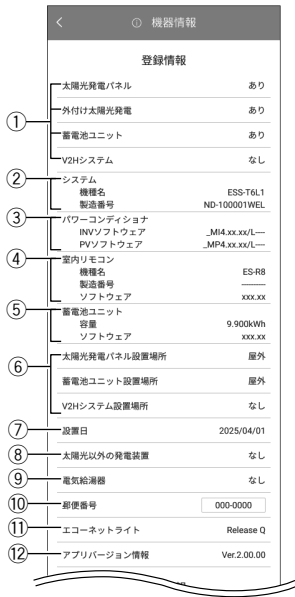 機器情報
登録情報
① 太陽光発電パネル あり
外付け太陽光発電 あり
蓄電池ユニット あり
V2Hシステム なし
② システム
機種名 ESS-T6L1
製造番号 ND-100001WEL
③ パワーコンディショナ
INVソフトウェア _MI4.xx.xx/L---
PVソフトウェア _MP4.xx.xx/L---
④ 室内リモコン
機種名 ES-R8
製造番号 --------
ソフトウェア xxx.xx
⑤ 蓄電池ユニット
容量 9.900kWh
ソフトウェア xxx.xx
⑥ 太陽光発電パネル設置場所 屋外
蓄電池ユニット設置場所 屋外
V2Hシステム設置場所 なし
⑦ 設置日 2025/04/01
⑧ 太陽光以外の発電装置 なし
⑨ 電気給湯器 なし
⑩ 郵便番号 000-0000
⑪ エコーネットライト Release Q
⑫ アプリバージョン情報 Ver.2.00.00